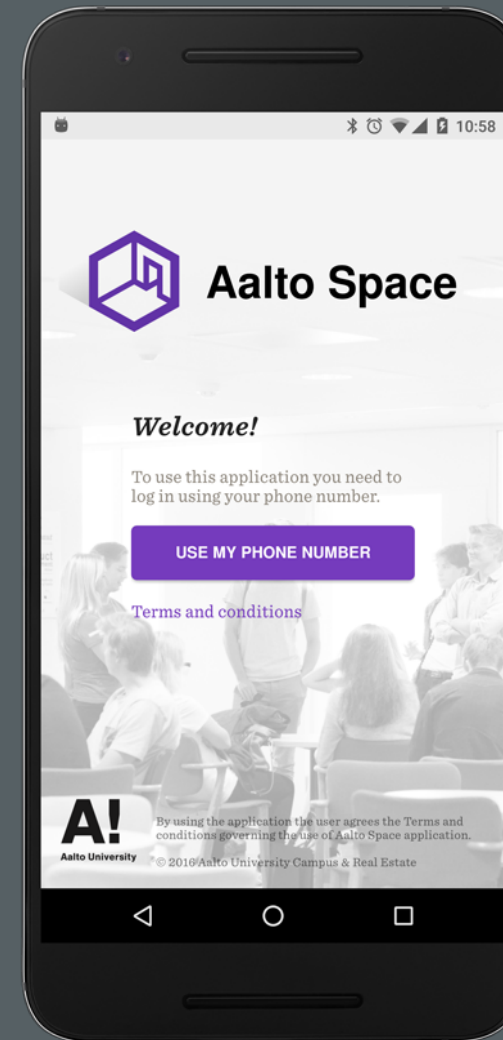 10:58
Aalto Space
Welcome!
To use this application you need to
log in using your phone number.
USE MY PHONE NUMBER
Terms and conditions
A!
Aalto University
By using the application the user agrees the Terms and
conditions governing the use of Aalto Space application.
© 2016 Aalto University Campus & Real Estate